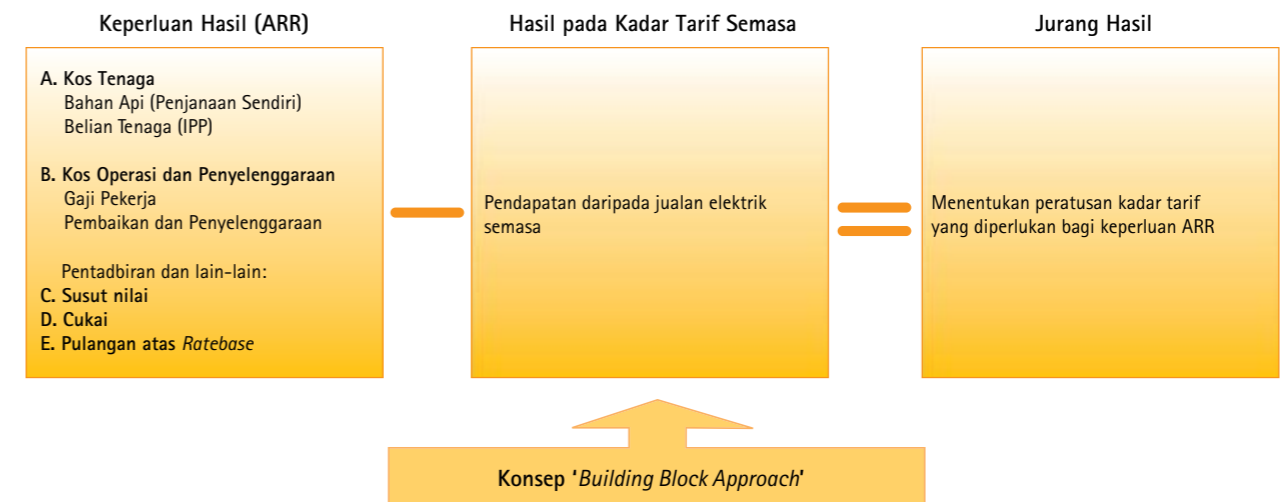 Keperluan Hasil (ARR)
A. Kos Tenaga
Bahan Api (Penjanaan Sendiri)
Belian Tenaga (IPP)
B. Kos Operasi dan Penyelenggaraan
Gaji Pekerja
Pembaikan dan Penyelenggaraan
Pentadbiran dan lain-lain:
C. Susut nilai
D. Cukai
E. Pulangan atas Ratebase
Hasil pada Kadar Tarif Semasa
Pendapatan daripada jualan elektrik
semasa
Jurang Hasil
Menentukan peratusan kadar tarif
yang diperlukan bagi keperluan ARR
Konsep 'Building Block Approach'